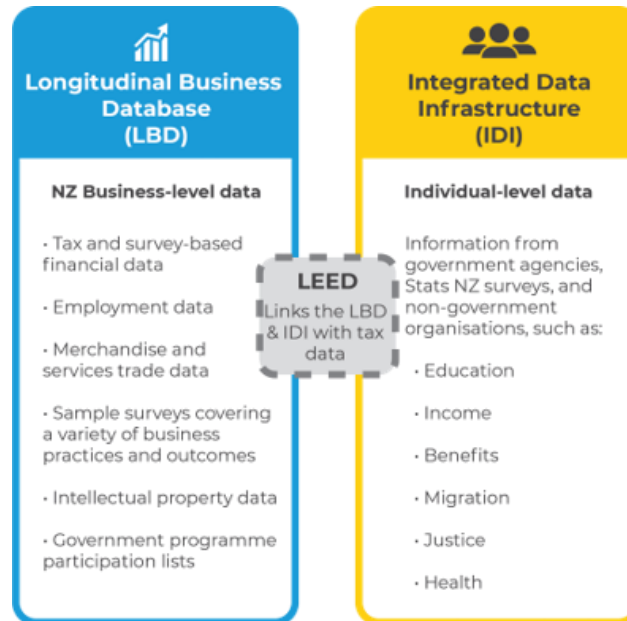 Longitudinal Business
Database
(LBD)
NZ Business-level data
• Tax and survey-based
financial data
• Employment data
• Merchandise and
services trade data
• Sample surveys covering
a variety of business
practices and outcomes
• Intellectual property data
• Government programme
participation lists
LEED
Links the LBD
& IDI with tax
data
Integrated Data
Infrastructure
(IDI)
Individual-level data
Information from
government agencies,
Stats NZ surveys, and
non-government
organisations, such as:
• Education
• Income
• Benefits
• Migration
• Justice
• Health